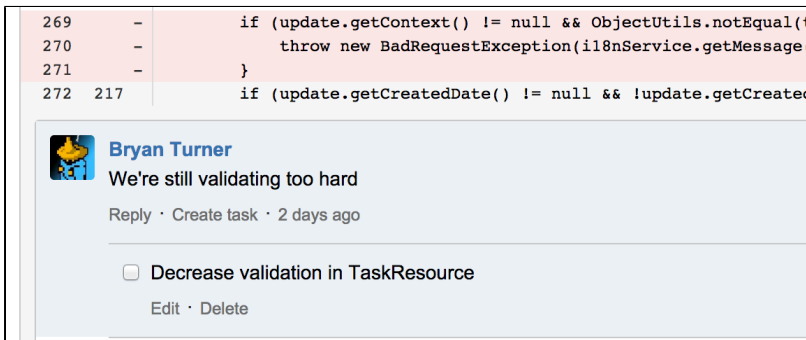 269 - if (update.getContext() != null && ObjectUtils.notEqual(
270 - throw new BadRequestException(i18nService.getMessage
271 - }
272 217 if (update.getCreatedDate() != null && !update.getCreated
Bryan Turner
We're still validating too hard
Reply · Create task · 2 days ago
Decrease validation in TaskResource
Edit · Delete